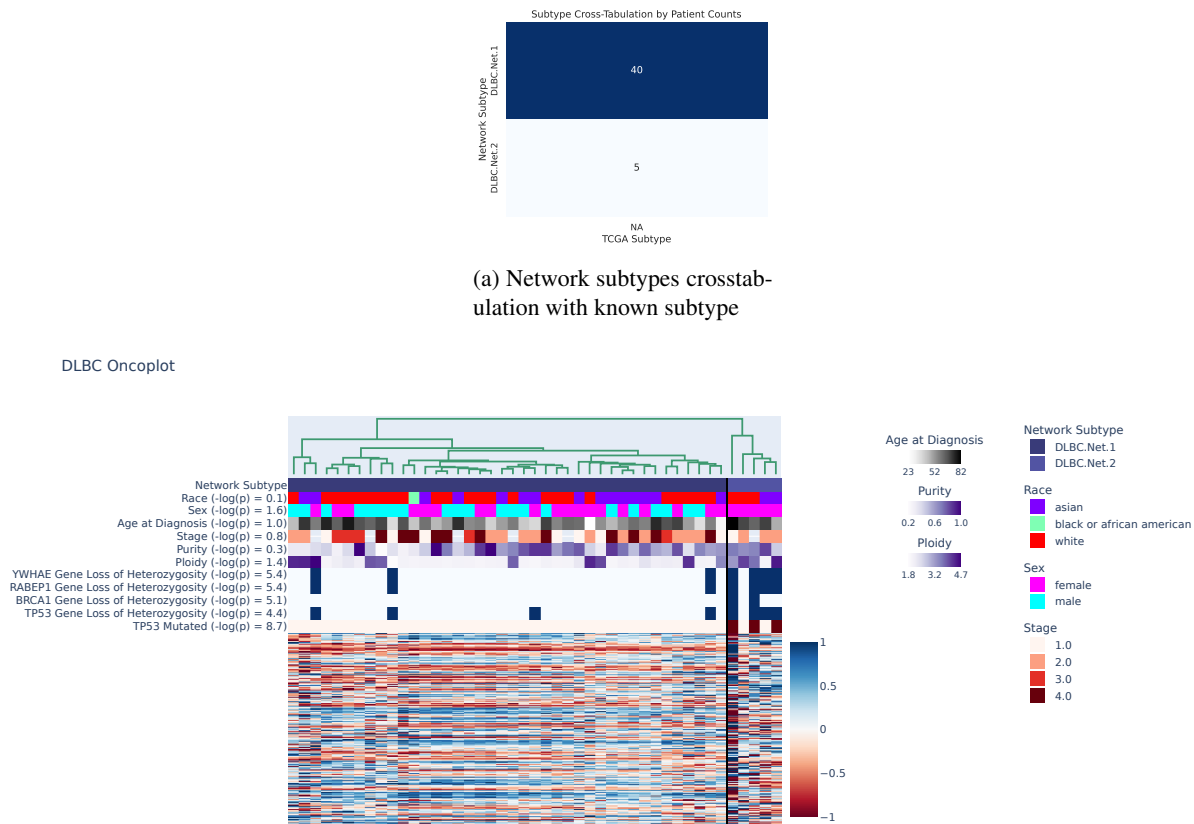 Subtype Cross-Tabulation by Patient Counts
Network Subtype
DLBC.Net.1
DLBC.Net.2
40
5
NA
TCGA Subtype
(a) Network subtypes crosstab-
ulation with known subtype
DLBC Oncoplot
Network Subtype
Race (-log(p) = 0.1)
Sex (-log(p) = 1.6)
Age at Diagnosis (-log(p) = 1.0)
Stage (-log(p) = 0.8)
Purity (-log(p) = 0.3)
Ploidy (-log(p) = 1.4)
YWHAE Gene Loss of Heterozygosity (-log(p) = 5.4)
RABEP1 Gene Loss of Heterozygosity (-log(p) = 5.4)
BRCA1 Gene Loss of Heterozygosity (-log(p) = 5.1)
TP53 Gene Loss of Heterozygosity (-log(p) = 4.4)
TP53 Mutated (-log(p) = 8.7)
1
0.5
0
−0.5
−1
Age at Diagnosis
23 52 82
Purity
0.2 0.6 1.0
Ploidy
1.8 3.2 4.7
Network Subtype
DLBC.Net.1
DLBC.Net.2
Race
asian
black or african american
white
Sex
female
male
Stage
1.0
2.0
3.0
4.0